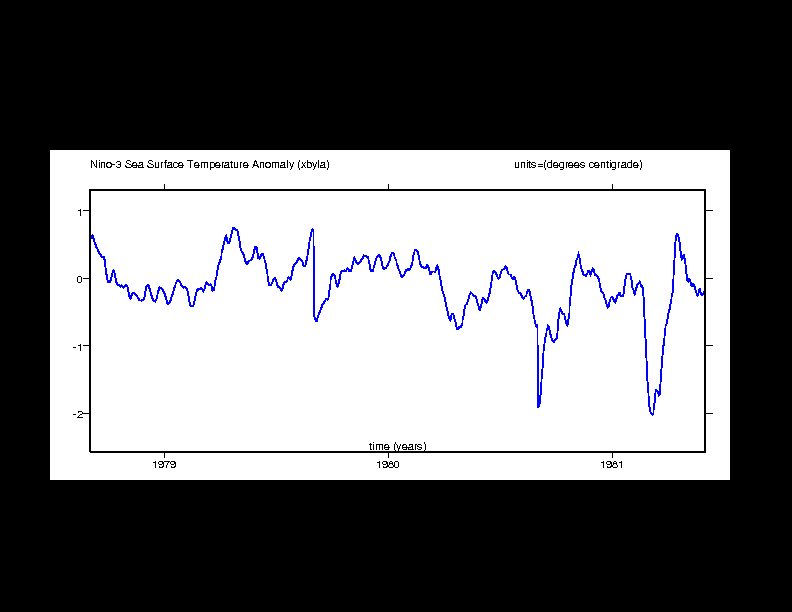 Nino-3 Sea Surface Temperature Anomaly (xbyla) units=(degrees centigrade)
1
0
-1
-2
time (years)
1979 1980 1981